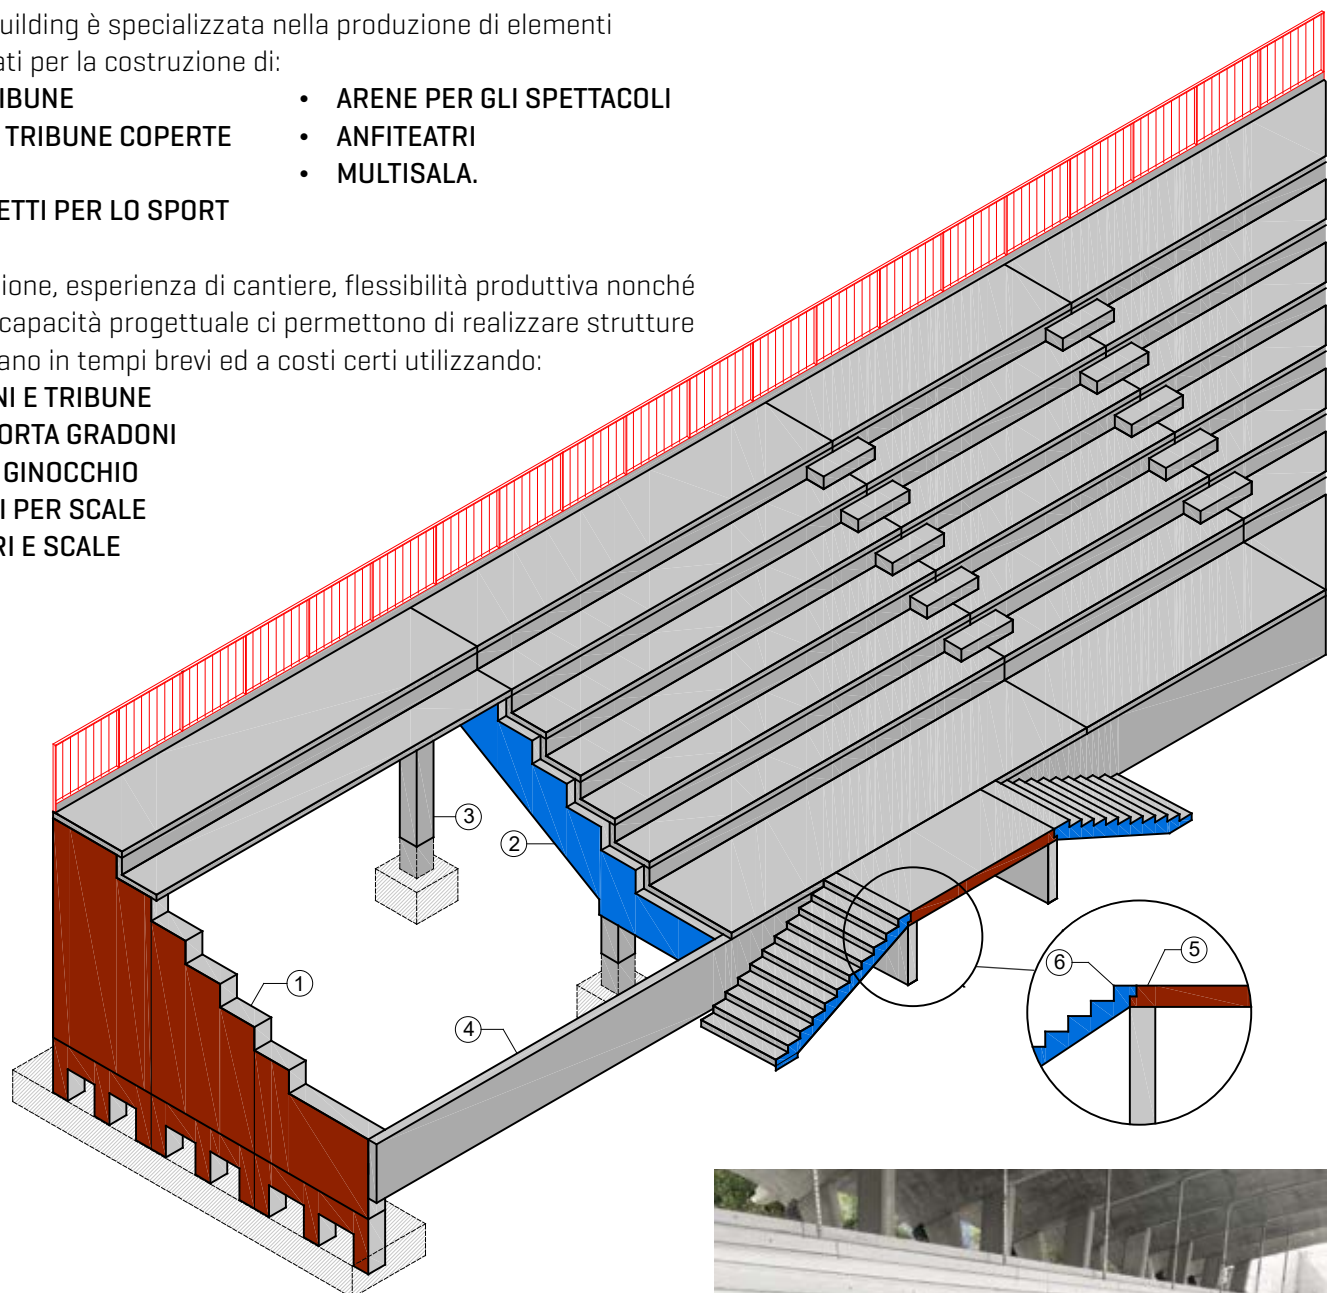 uilding è specializzata nella produzione di elementi
ati per la costruzione di:
IBUNE
TRIBUNE COPERTE
ETTI PER LO SPORT
• ARENE PER GLI SPETTACOLI
• ANFITEATRI
• MULTISALA.
ione, esperienza di cantiere, flessibilità produttiva nonché
capacità progettuale ci permettono di realizzare strutture
ano in tempi brevi ed a costi certi utilizzando:
NI E TRIBUNE
ORTA GRADONI
GINOCCHIO
I PER SCALE
RI E SCALE
3
2
1
4
6
5